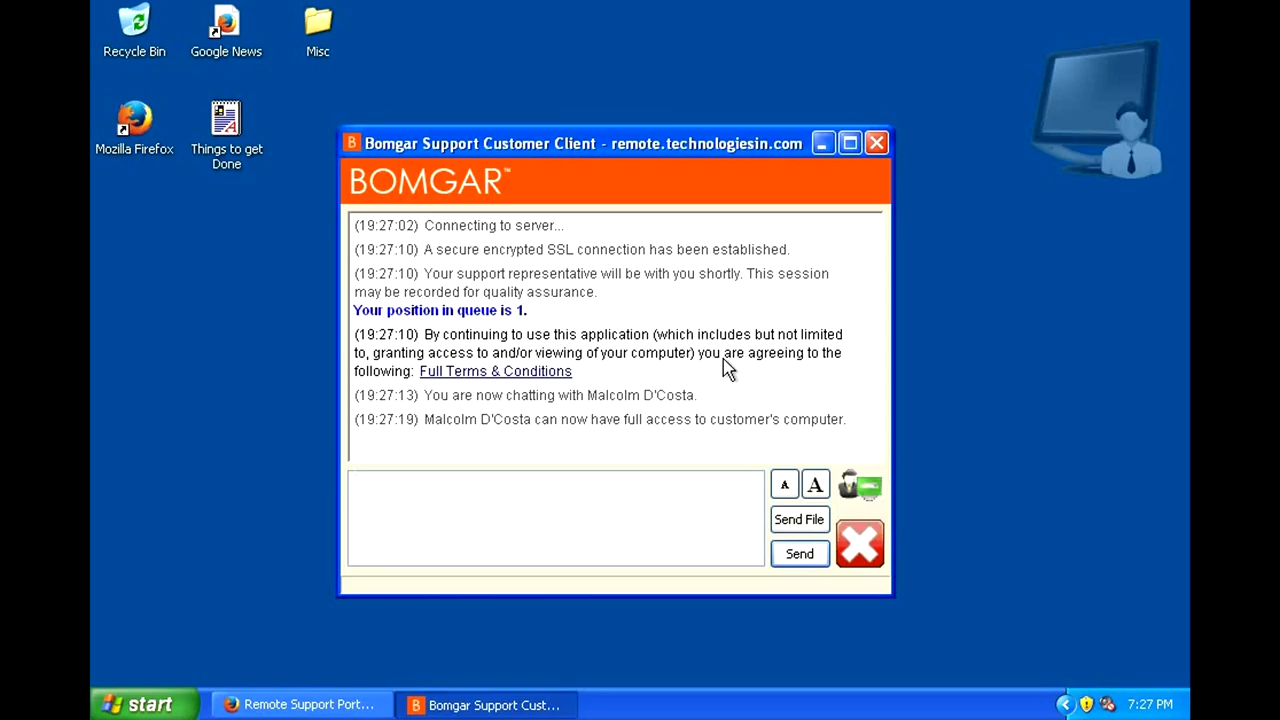 Recycle Bin
Google News
Misc
Mozilla Firefox
Things to get
Done
Bomgar Support Customer Client - remote.technologiesin.com
BOMGAR™
(19:27:02) Connecting to server...
(19:27:10) A secure encrypted SSL connection has been established.
(19:27:10) Your support representative will be with you shortly. This session
may be recorded for quality assurance.
Your position in queue is 1.
(19:27:10) By continuing to use this application (which includes but not limited
to, granting access to and/or viewing of your computer) you are agreeing to the
following: Full Terms & Conditions
(19:27:13) You are now chatting with Malcolm D'Costa.
(19:27:19) Malcolm D'Costa can now have full access to customer's computer.
A A
Send File
Send
start
Remote Support Port...
Bomgar Support Cust...
7:27 PM